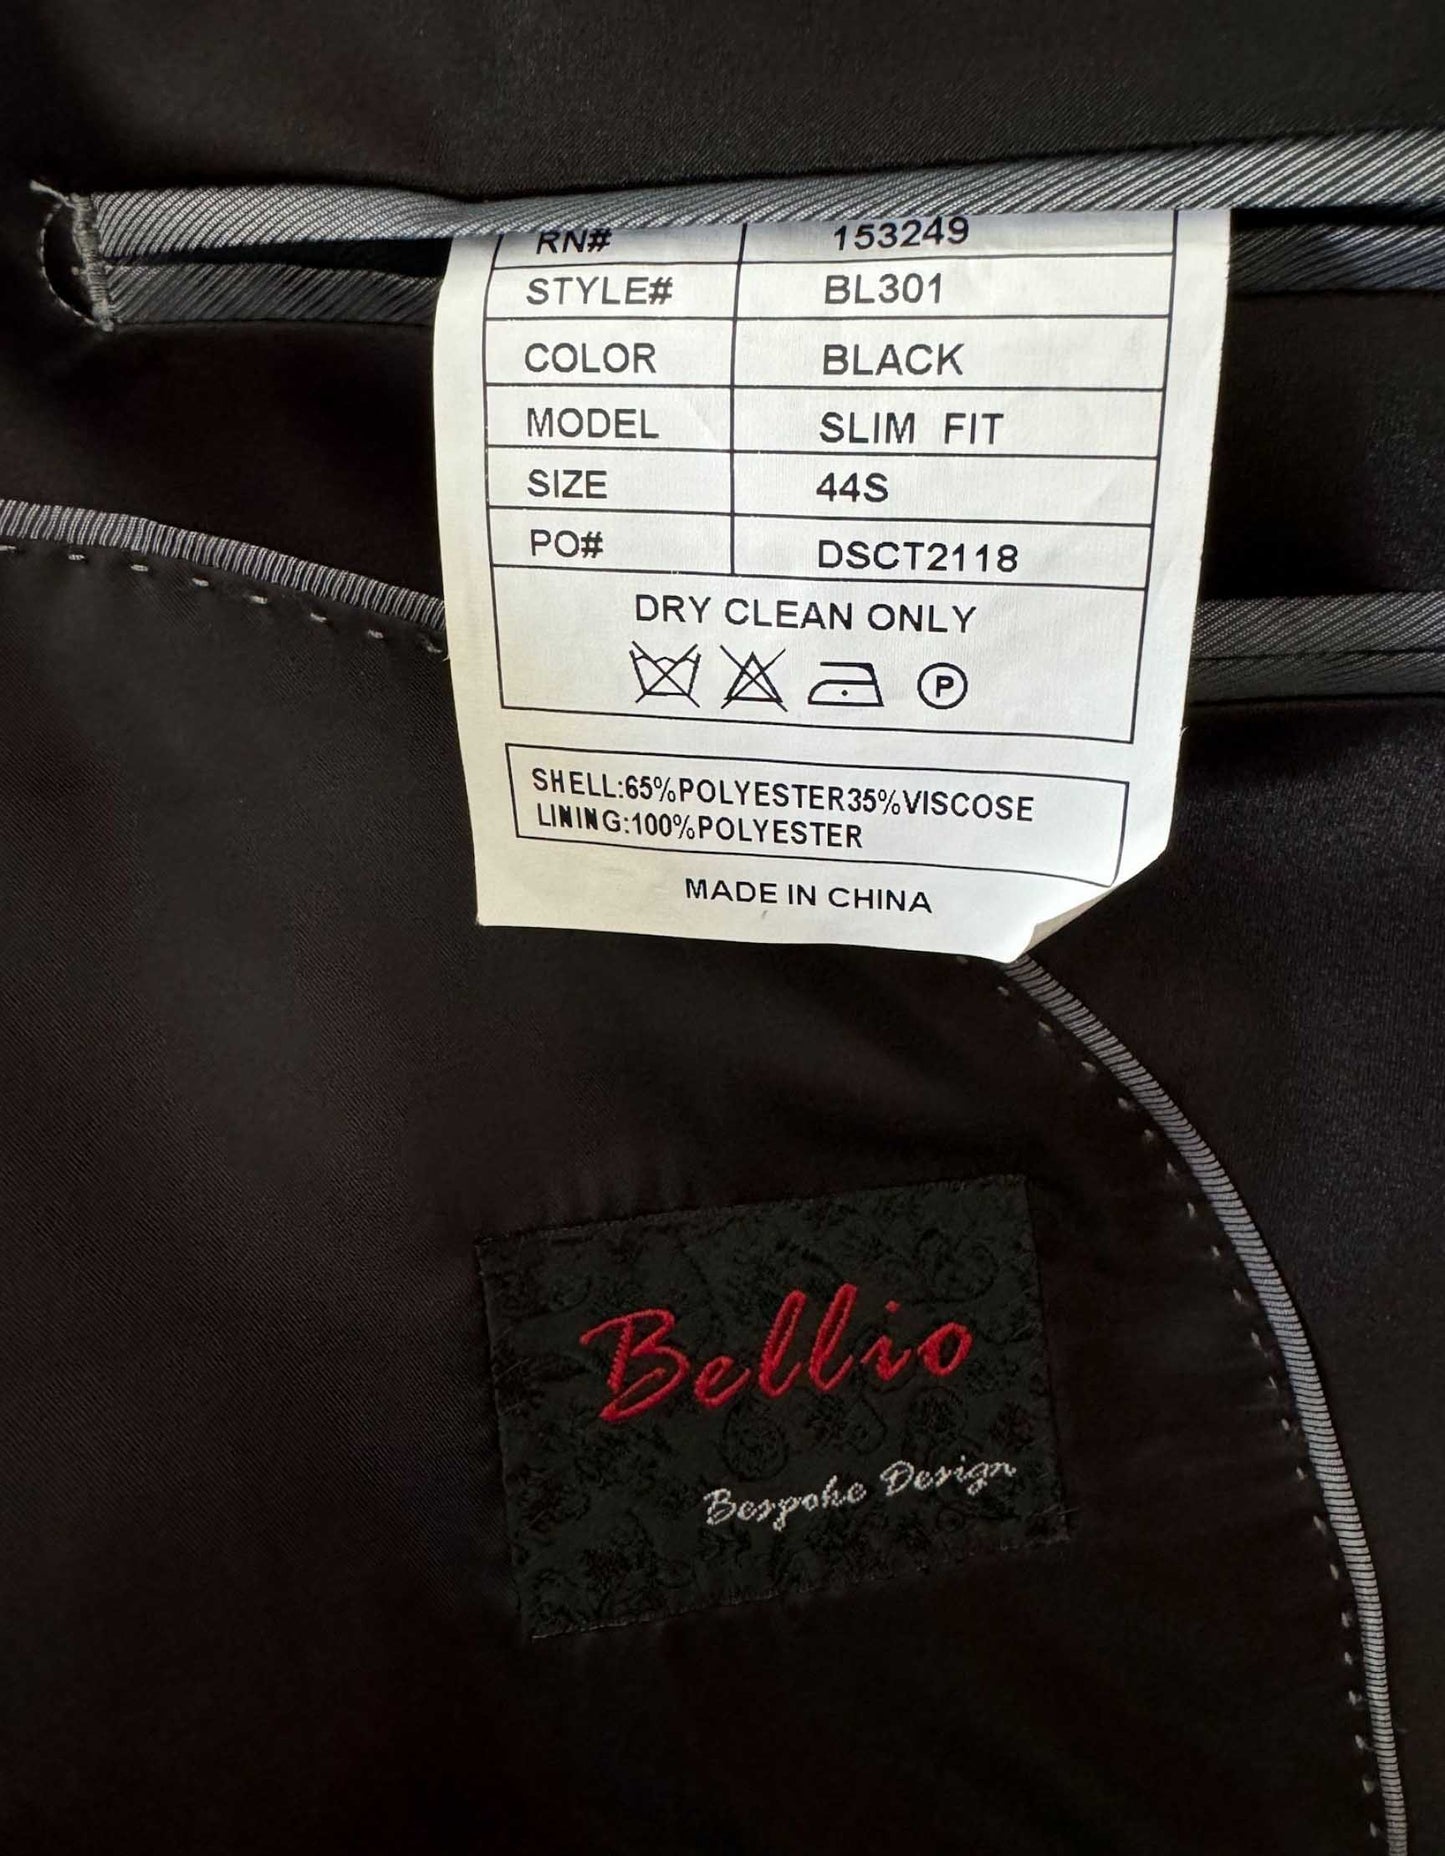 RN# 153249
STYLE# BL301
COLOR BLACK
MODEL SLIM FIT
SIZE 44S
PO# DSCT2118
DRY CLEAN ONLY
P
SHELL:65%POLYESTER35%VISCOSE
LINING:100%POLYESTER
MADE IN CHINA
Bellio
Bespoke Design